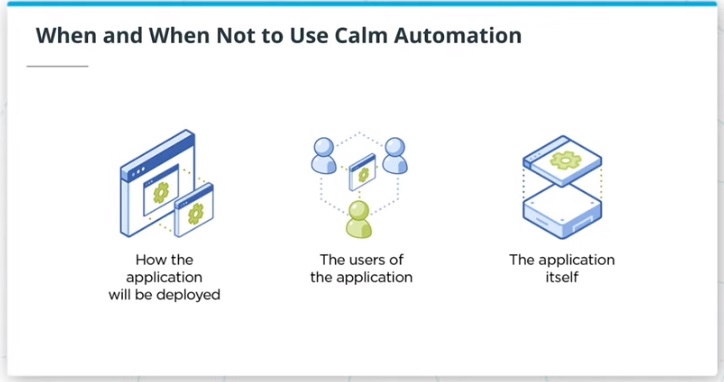 When and When Not to Use Calm Automation
How the
application
will be deployed
The users of
the application
The application
itself